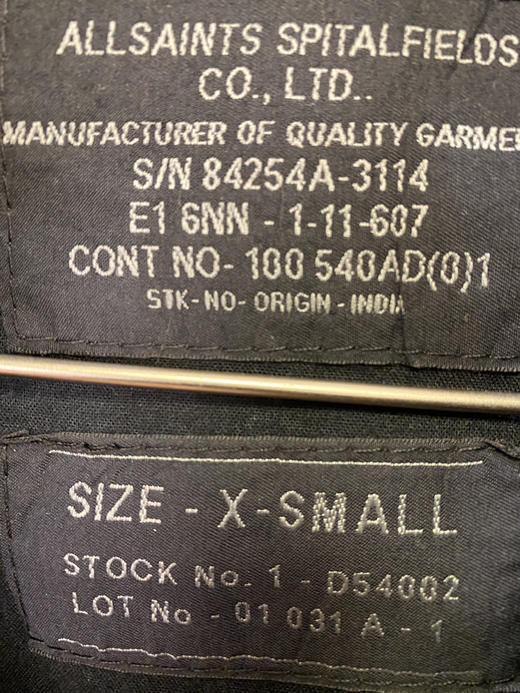 ALLSAINTS SPITALFIELDS
CO., LTD..
MANUFACTURER OF QUALITY
S/N 84254A-3114
E1 6NN - 1-11-607
CONT NO- 100 540AD(0)1
STK-NO- ORIGIN - INDIA
SIZE - X-SMALL
STOCK No. 1 - D54002
LOT No - 01 031 A - 1